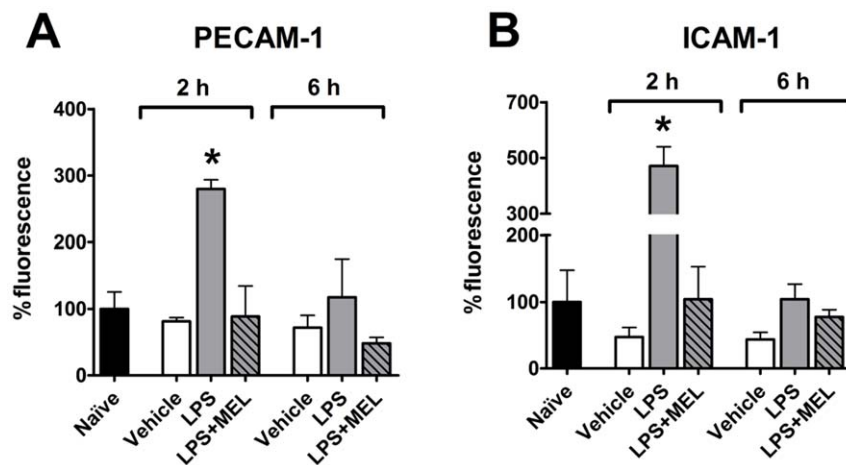 A
PECAM-1
2 h
6 h
% fluorescence
400
300
200
100
0
*
Naïve
Vehicle
LPS
LPS+MEL
Vehicle
LPS
LPS+MEL
B
ICAM-1
2 h
6 h
% fluorescence
700
500
300
200
100
0
*
Naïve
Vehicle
LPS
LPS+MEL
Vehicle
LPS
LPS+MEL